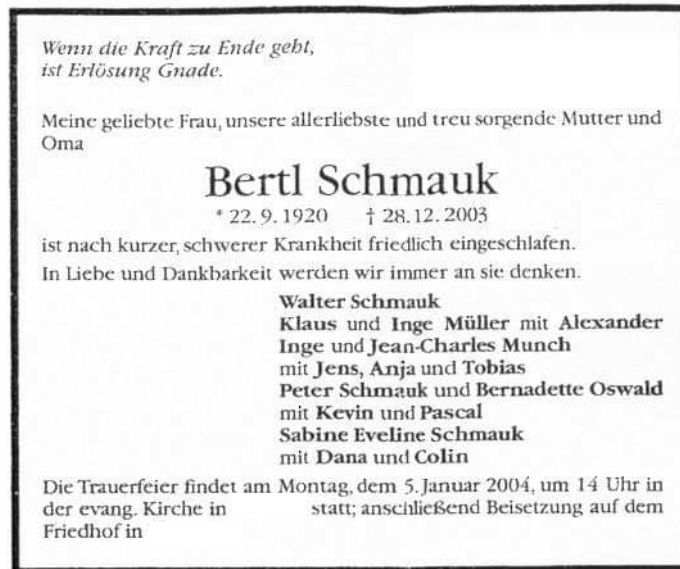 Wenn die Kraft zu Ende geht,
ist Erlösung Gnade.
Meine geliebte Frau, unsere allerliebste und treu sorgende Mutter und
Oma
Bertl Schmauk
* 22. 9. 1920 † 28. 12. 2003
ist nach kurzer, schwerer Krankheit friedlich eingeschlafen.
In Liebe und Dankbarkeit werden wir immer an sie denken.
Walter Schmauk
Klaus und Inge Müller mit Alexander
Inge und Jean-Charles Munch
mit Jens, Anja und Tobias
Peter Schmauk und Bernadette Oswald
mit Kevin und Pascal
Sabine Eveline Schmauk
mit Dana und Colin
Die Trauerfeier findet am Montag, dem 5. Januar 2004, um 14 Uhr in
der evang. Kirche in statt; anschließend Beisetzung auf dem
Friedhof in